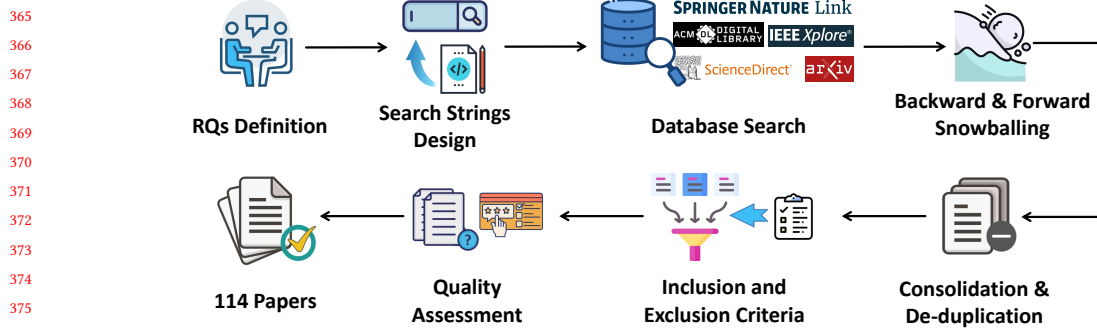 365
366
367
368
369
370
371
372
373
374
375
SPRINGER NATURE Link
ACM DL DIGITAL LIBRARY IEEE Xplore®
ScienceDirect® arXiv
</>
RQs Definition
Search Strings
Design
Database Search
Backward & Forward
Snowballing
?
114 Papers
Quality
Assessment
Inclusion and
Exclusion Criteria
Consolidation &
De-duplication